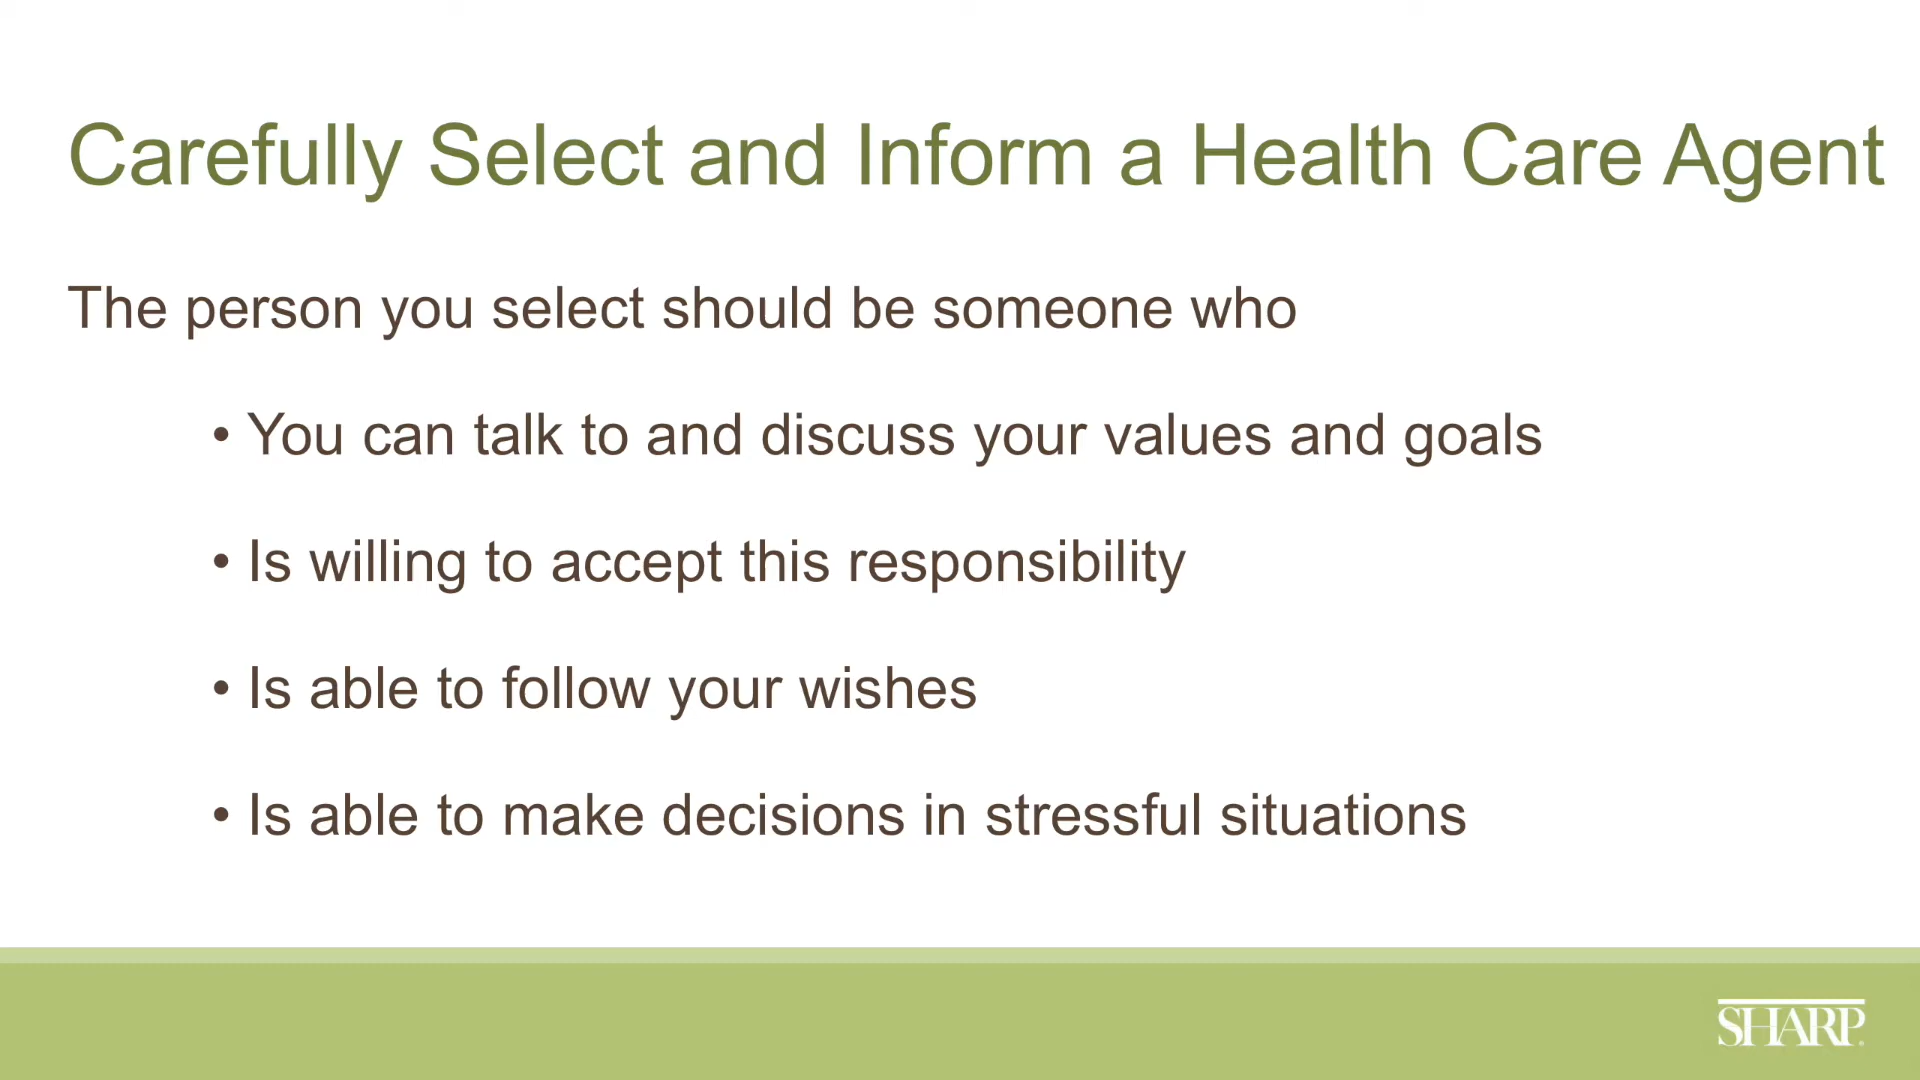 Carefully Select and Inform a Health Care Agent
The person you select should be someone who
• You can talk to and discuss your values and goals
• Is willing to accept this responsibility
• Is able to follow your wishes
• Is able to make decisions in stressful situations
SHARP®